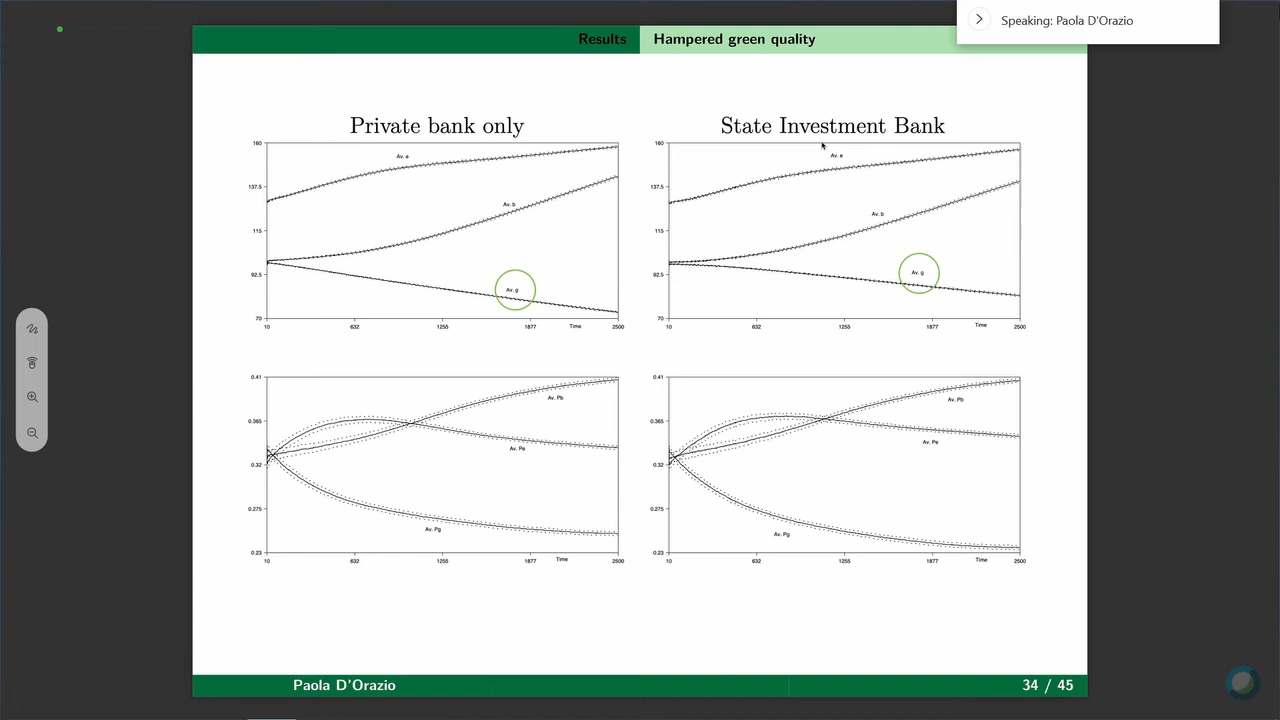 Speaking: Paola D'Orazio
Results Hampered green quality
Private bank only
160
137.5
115
92.5
70
Av. e
Av. b
Av. g
10 632 1255 1877 Time 2500
State Investment Bank
160
137.5
115
92.5
70
Av. e
Av. b
Av. g
10 632 1255 1877 Time 2500
0.41
0.365
0.32
0.275
0.23
Av. Pb
Av. Pe
Av. Pg
10 632 1255 1877 Time 2500
0.41
0.365
0.32
0.275
0.23
Av. Pb
Av. Pe
Av. Pg
10 632 1255 1877 Time 2500
Paola D'Orazio 34 / 45